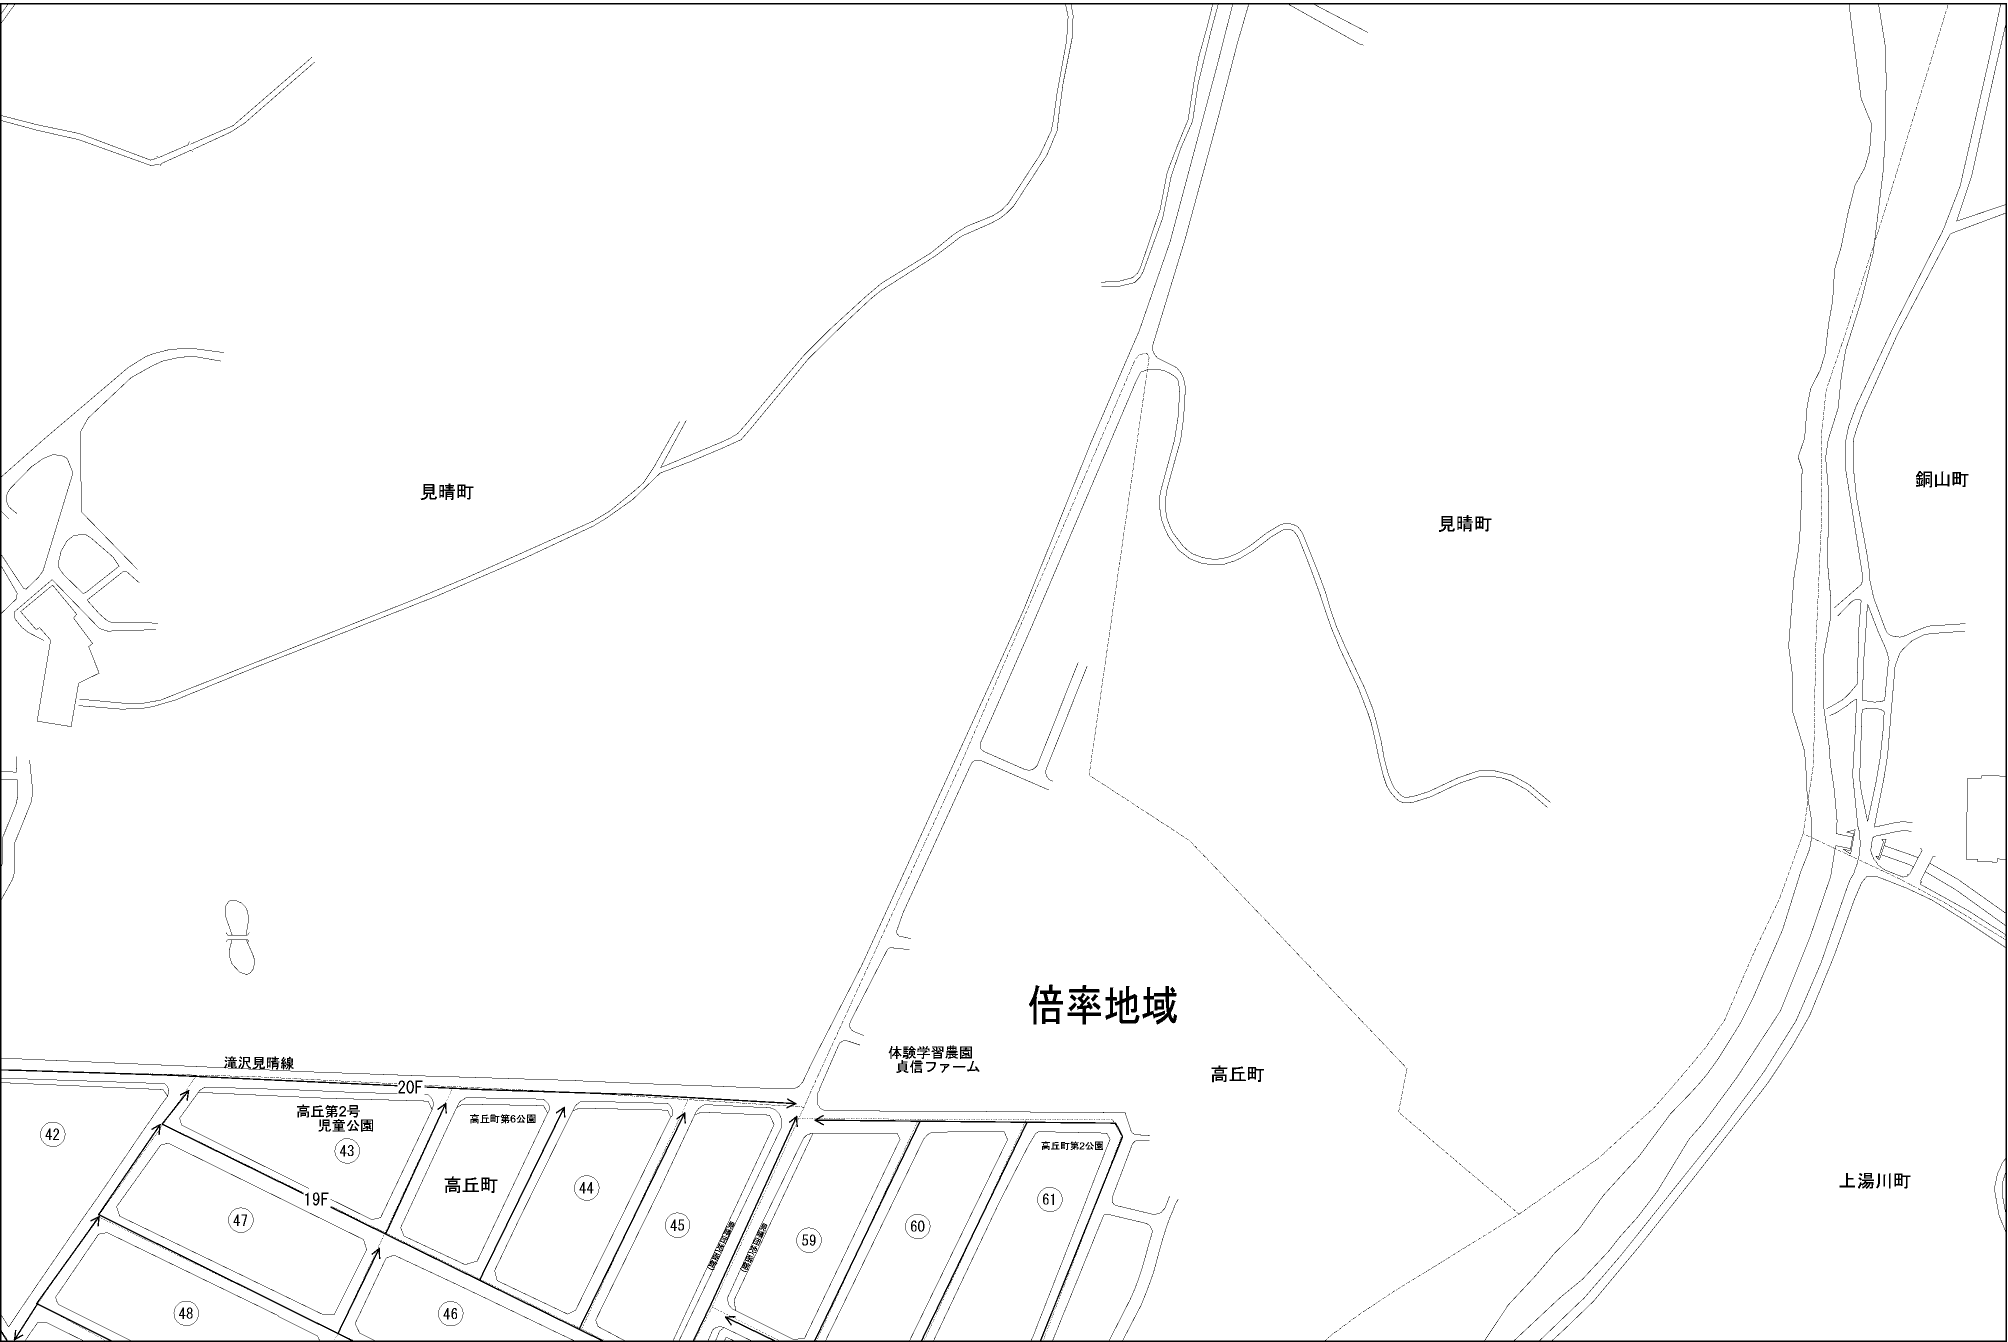 見晴町
見晴町
銅山町
倍率地域
体験学習農園
貞信ファーム
高丘町
上湯川町
滝沢見晴線
20F
高丘第2号
児童公園
高丘町第6公園
高丘町第2公園
42
43
高丘町
44
19F
45
47
59
60
61
48
46